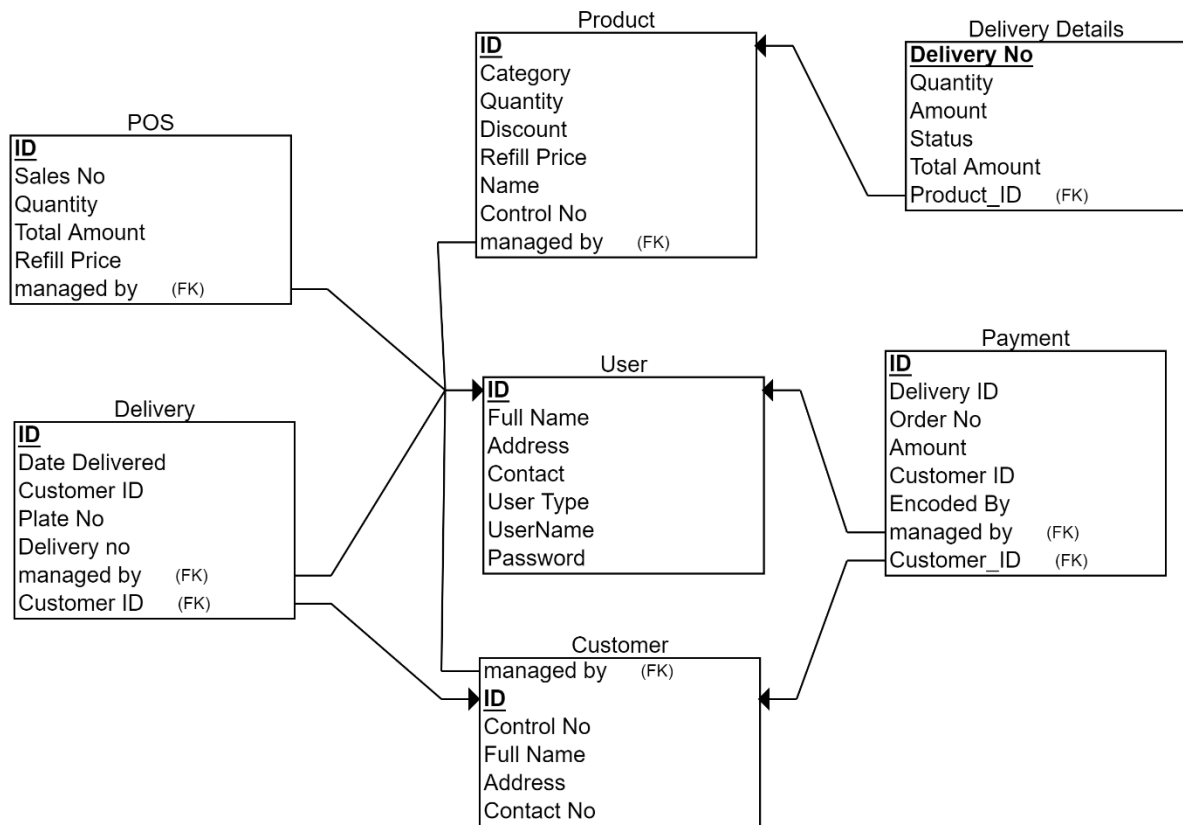 Product
ID
Category
Quantity
Discount
Refill Price
Name
Control No
managed by (FK)
Delivery Details
Delivery No
Quantity
Amount
Status
Total Amount
Product_ID (FK)
POS
ID
Sales No
Quantity
Total Amount
Refill Price
managed by (FK)
User
ID
Full Name
Address
Contact
User Type
UserName
Password
Payment
ID
Delivery ID
Order No
Amount
Customer ID
Encoded By
managed by (FK)
Customer_ID (FK)
Delivery
ID
Date Delivered
Customer ID
Plate No
Delivery no
managed by (FK)
Customer ID (FK)
Customer
managed by (FK)
ID
Control No
Full Name
Address
Contact No